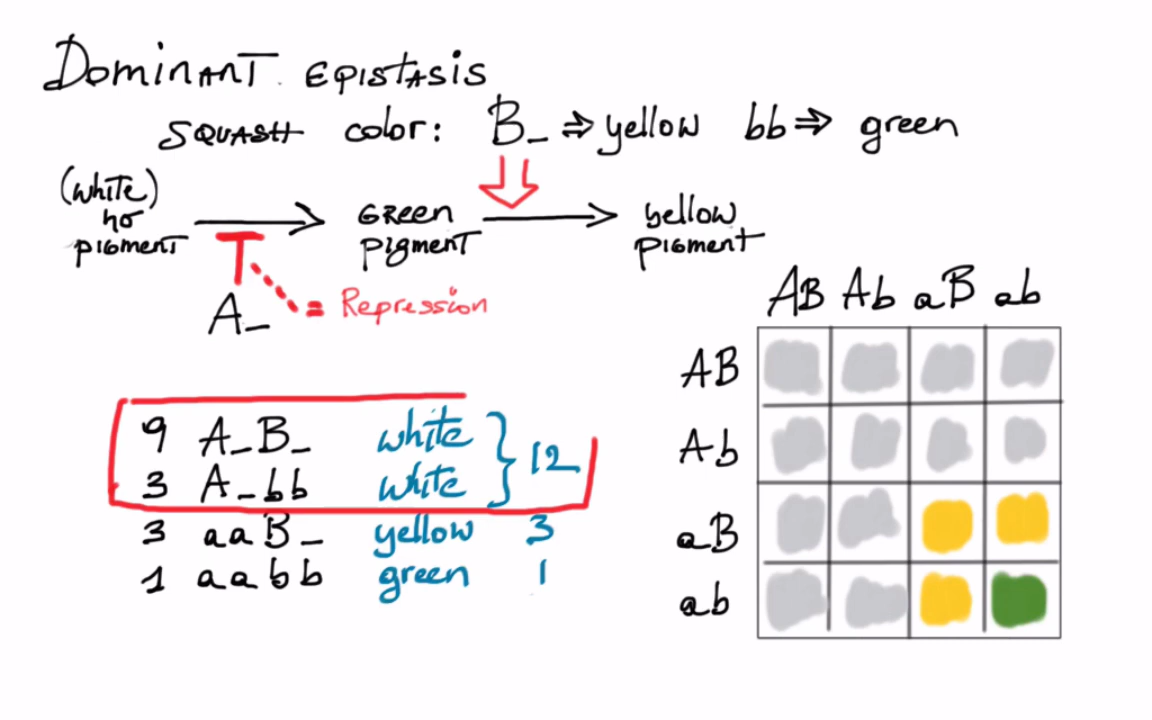 DOMINANT EPISTASIS
SQUASH color: B_ ⇒ yellow bb ⇒ green
(white)
no
pigment
GREEN
PIGMENT
yellow
pigment
A_
= Repression
9 A_B_ white
3 A_bb white
} 12
3 aaB_ yellow 3
1 aabb green 1
AB Ab aB ab
AB
Ab
aB
ab